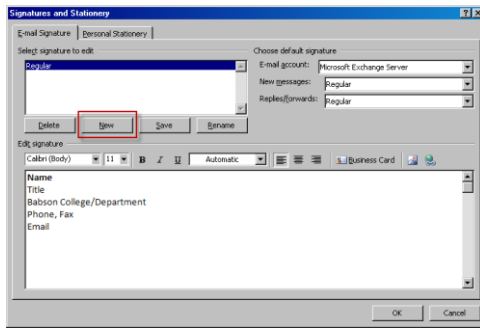 Signatures and Stationery
E-mail Signature Personal Stationery
Select signature to edit Choose default signature
Regular E-mail account: Microsoft Exchange Server
New messages: Regular
Replies/forwards: Regular
Delete New Save Rename
Edit signature
Calibri (Body) 11 B I U Automatic Business Card
Name
Title
Babson College/Department
Phone, Fax
Email
OK Cancel